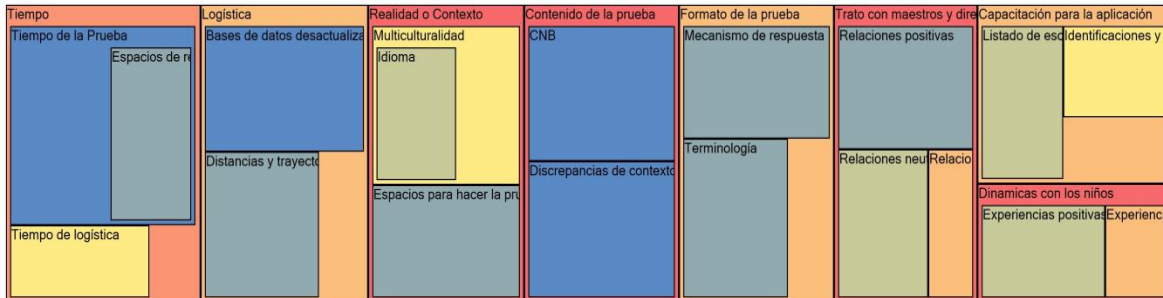 Tiempo
Tiempo de la Prueba
Espacios de re
Tiempo de logística
Logística
Bases de datos desactualiza
Distancias y trayecto
Realidad o Contexto
Multiculturalidad
Idioma
Espacios para hacer la pru
Contenido de la prueba
CNB
Discrepancias de contexto
Formato de la prueba
Mecanismo de respuesta
Terminología
Trato con maestros y dire
Relaciones positivas
Relaciones neu
Relacio
Capacitación para la aplicación
Listado de esc
Identificaciones y
Dinamicas con los niños
Experiencias positivas
Experienc